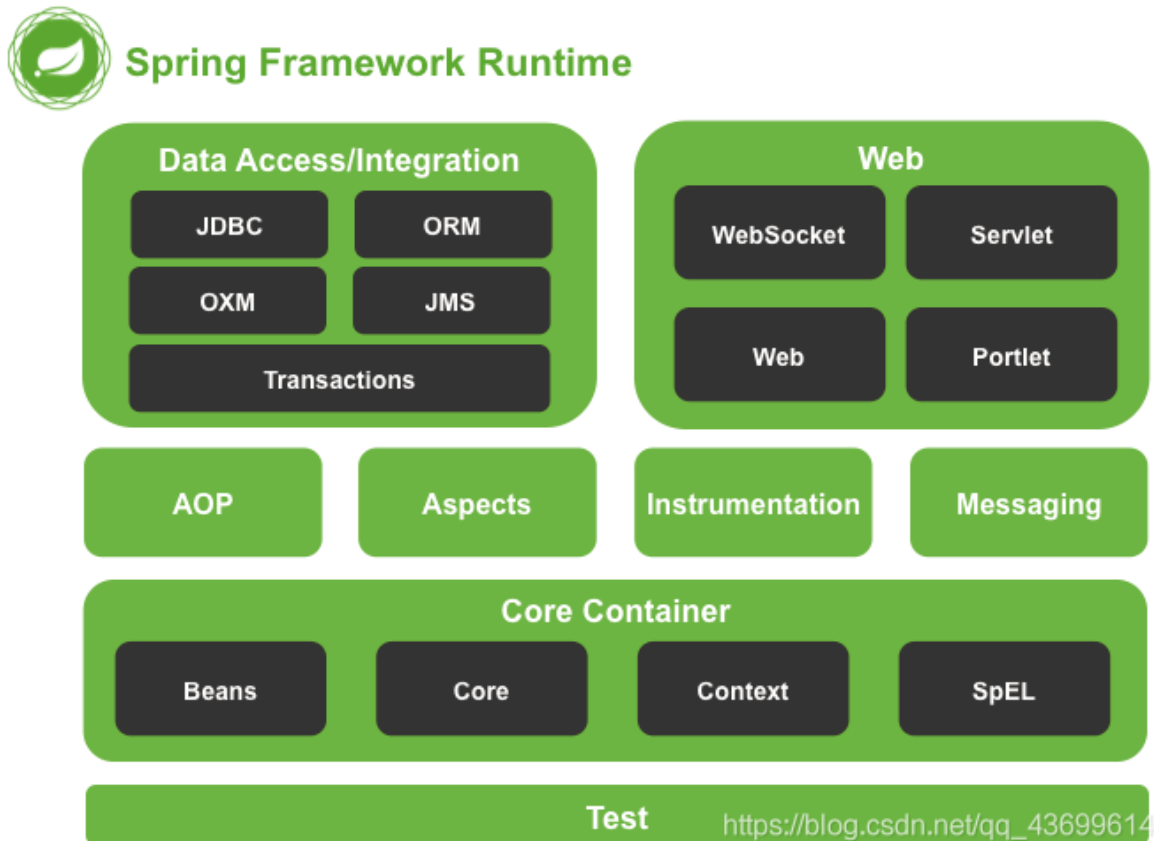 Spring Framework Runtime
Data Access/Integration
JDBC
ORM
OXM
JMS
Transactions
Web
WebSocket
Servlet
Web
Portlet
AOP
Aspects
Instrumentation
Messaging
Core Container
Beans
Core
Context
SpEL
Test
https://blog.csdn.net/qq_43699614